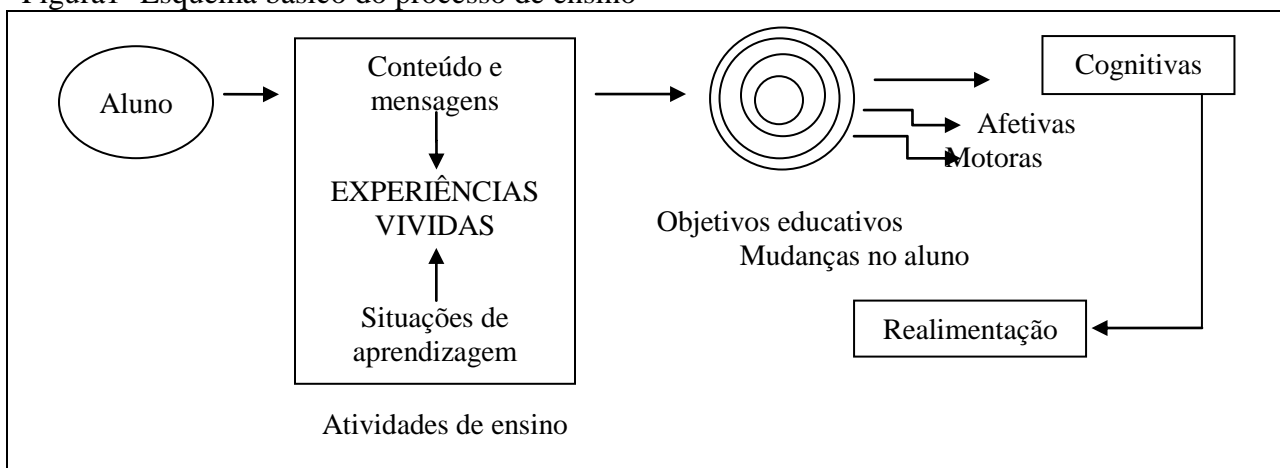 Figura1- Esquema básico do processo de ensino
Aluno
Conteúdo e
mensagens
EXPERIÊNCIAS
VIVIDAS
Situações de
aprendizagem
Atividades de ensino
Cognitivas
Afetivas
Motoras
Objetivos educativos
Mudanças no aluno
Realimentação